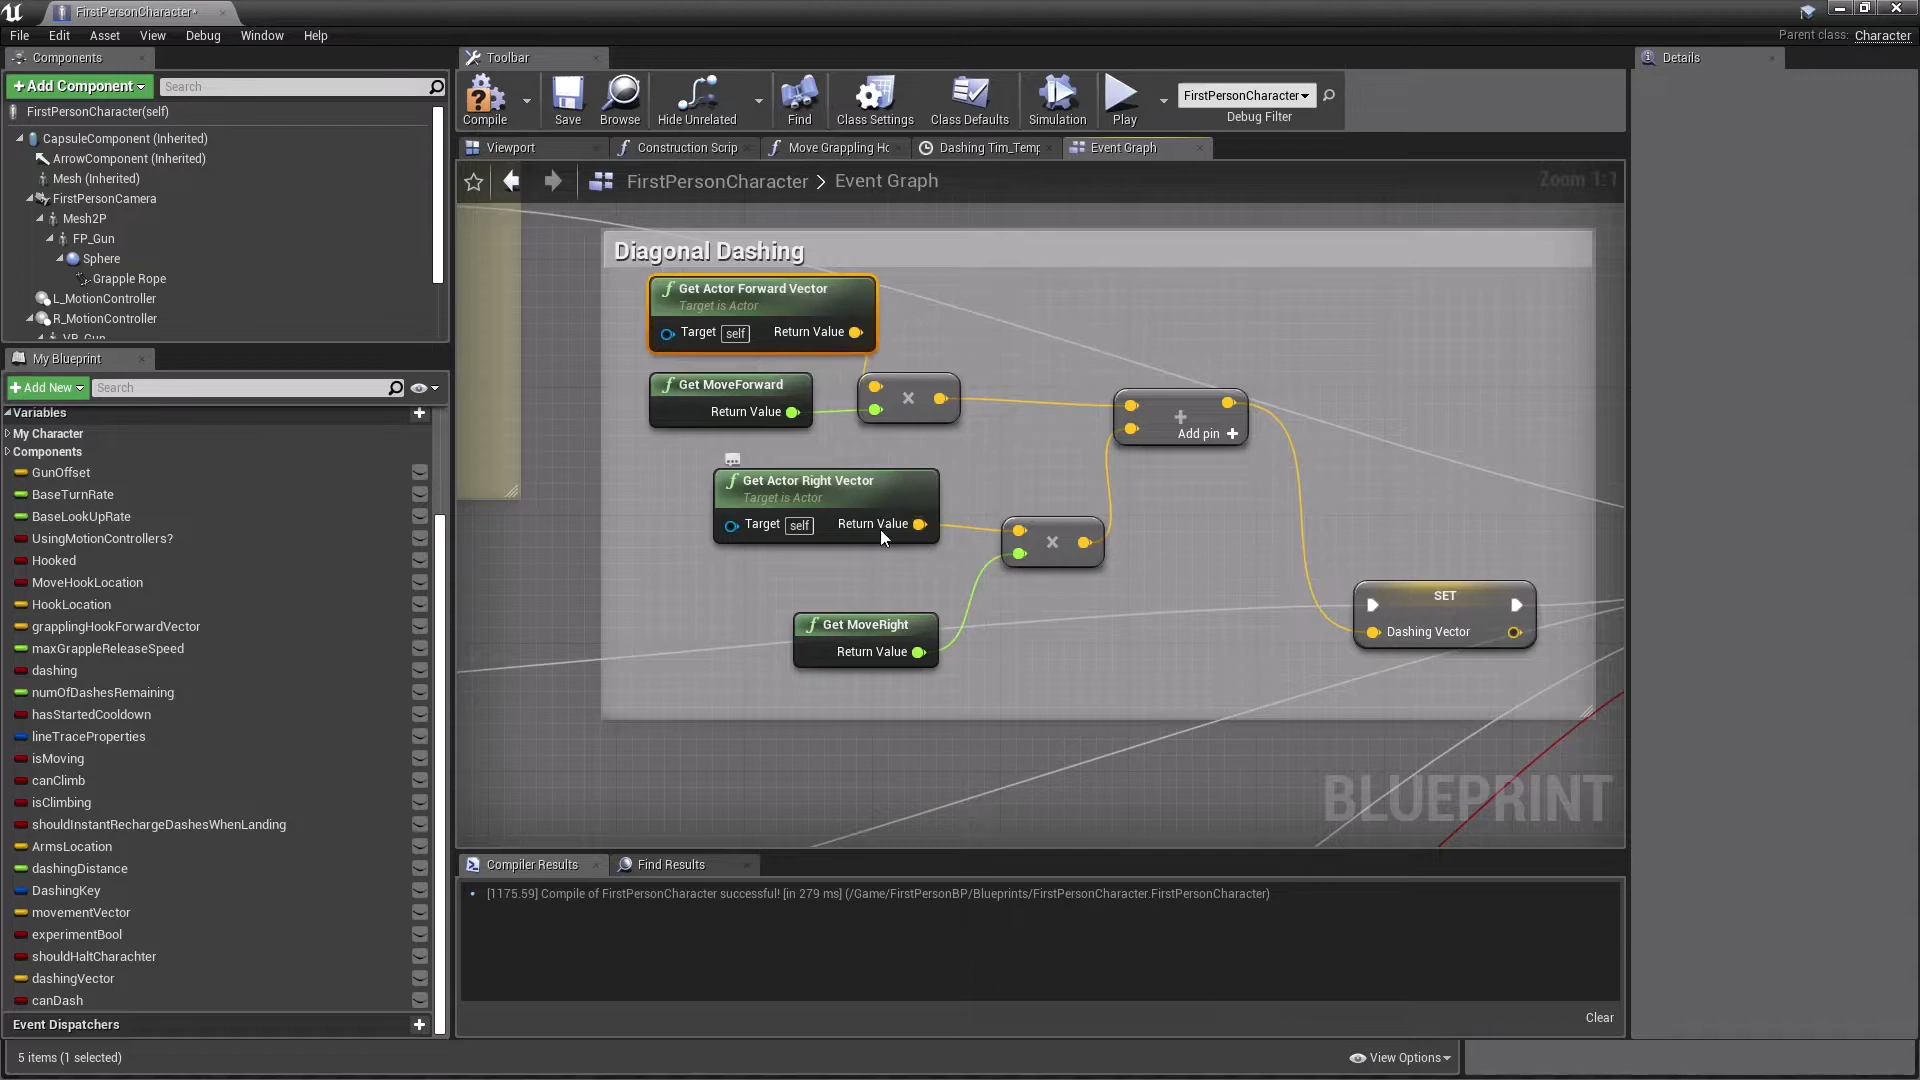 FirstPersonCharacter*
File Edit Asset View Debug Window Help
Parent class: Character
Components
+ Add Component
Search
FirstPersonCharacter(self)
CapsuleComponent (Inherited)
ArrowComponent (Inherited)
Mesh (Inherited)
FirstPersonCamera
Mesh2P
FP_Gun
Sphere
Grapple Rope
L_MotionController
R_MotionController
VR_Gun
My Blueprint
+ Add New
Search
Variables
My Character
Components
GunOffset
BaseTurnRate
BaseLookUpRate
UsingMotionControllers?
Hooked
MoveHookLocation
HookLocation
grapplingHookForwardVector
maxGrappleReleaseSpeed
dashing
numOfDashesRemaining
hasStartedCooldown
lineTraceProperties
isMoving
canClimb
isClimbing
shouldInstantRechargeDashesWhenLanding
ArmsLocation
dashingDistance
DashingKey
movementVector
experimentBool
shouldHaltCharachter
dashingVector
canDash
Event Dispatchers
5 items (1 selected)
View Options
Toolbar
Compile
Save
Browse
Hide Unrelated
Find
Class Settings
Class Defaults
Simulation
Play
FirstPersonCharacter
Debug Filter
Viewport
Construction Scrip
Move Grappling Ho
Dashing Tim_Temp
Event Graph
FirstPersonCharacter > Event Graph
Zoom 1:1
Diagonal Dashing
f Get Actor Forward Vector
Target is Actor
Target self Return Value
f Get MoveForward
Return Value
×
+
Add pin +
f Get Actor Right Vector
Target is Actor
Target self Return Value
×
f Get MoveRight
Return Value
SET
Dashing Vector
BLUEPRINT
Compiler Results
Find Results
[1175.59] Compile of FirstPersonCharacter successful! [in 279 ms] (/Game/FirstPersonBP/Blueprints/FirstPersonCharacter.FirstPersonCharacter)
Clear
Details